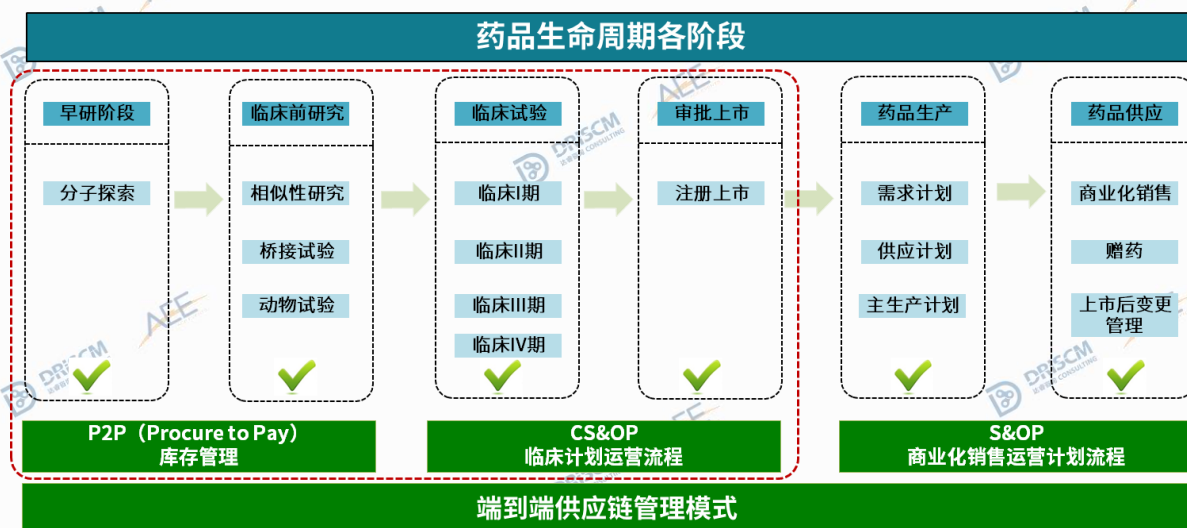 药品生命周期各阶段
早研阶段
临床前研究
临床试验
审批上市
药品生产
药品供应
分子探索
相似性研究
临床I期
注册上市
需求计划
商业化销售
桥接试验
临床II期
供应计划
赠药
动物试验
临床III期
主生产计划
上市后变更
管理
临床IV期
P2P（Procure to Pay）
库存管理
CS&OP
临床计划运营流程
S&OP
商业化销售运营计划流程
端到端供应链管理模式
DRiSCM
CONSULTING
AEE
AEE
DRiSCM
DRiSCM
CONSULTING